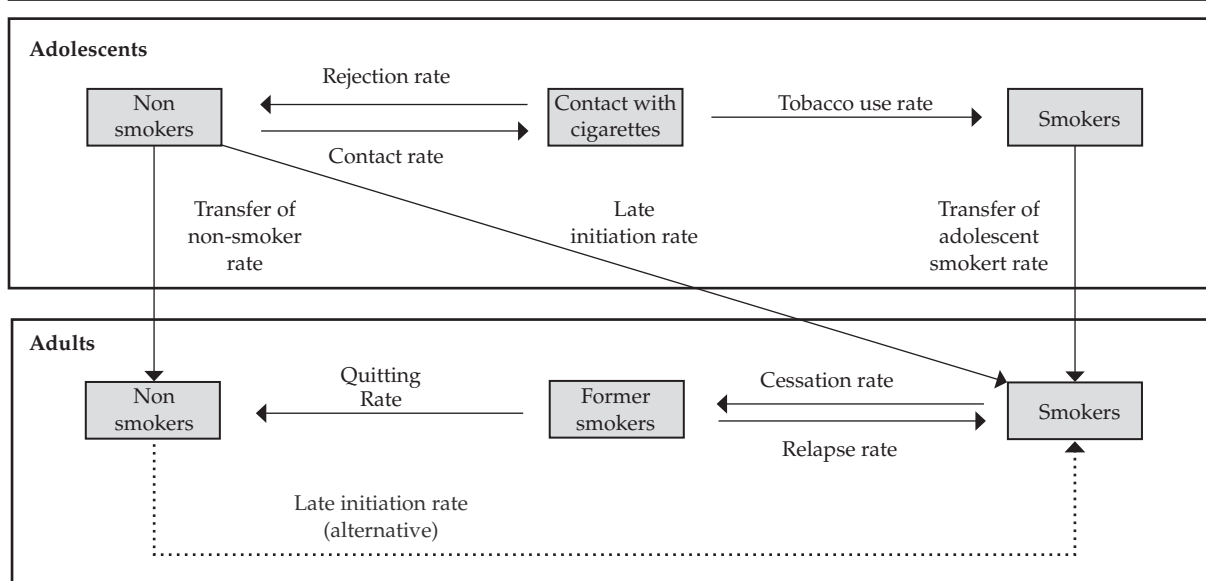 Adolescents
Rejection rate
Non
smokers
Contact with
cigarettes
Tobacco use rate
Smokers
Contact rate
Transfer of
non-smoker
rate
Late
initiation rate
Transfer of
adolescent
smokert rate
Adults
Quitting
Rate
Cessation rate
Non
smokers
Former
smokers
Smokers
Relapse rate
Late initiation rate
(alternative)